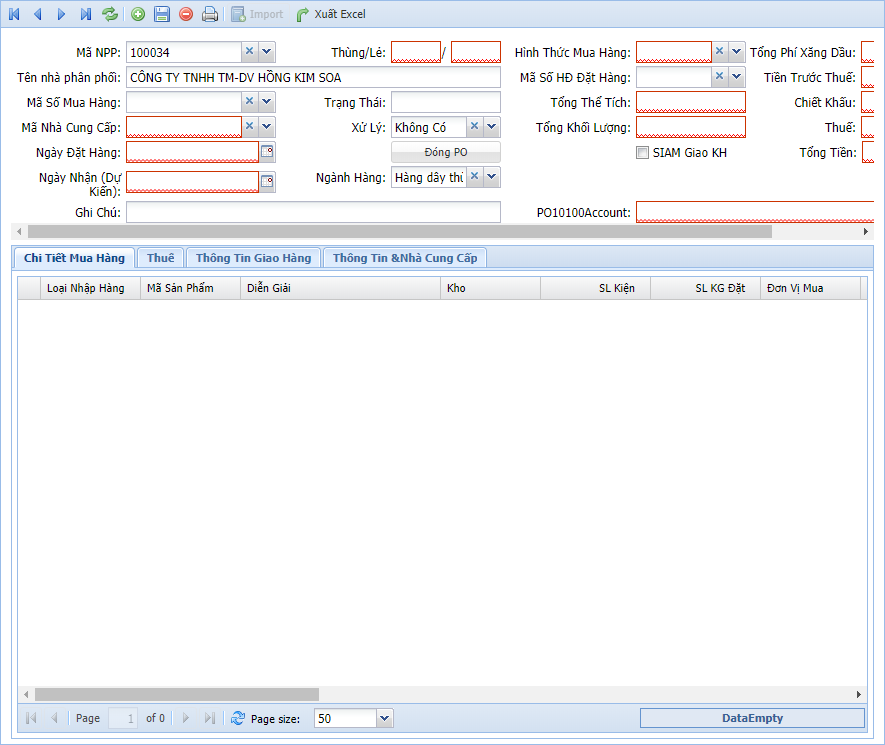 Import Xuất Excel
Mã NPP: 100034 Thùng/Lẻ: / Hình Thức Mua Hàng: Tổng Phí Xăng Dầu:
Tên nhà phân phối: CÔNG TY TNHH TM-DV HỒNG KIM SOA Mã Số HĐ Đặt Hàng: Tiền Trước Thuế:
Mã Số Mua Hàng: Trạng Thái: Tổng Thể Tích: Chiết Khấu:
Mã Nhà Cung Cấp: Xử Lý: Không Có Tổng Khối Lượng: Thuế:
Ngày Đặt Hàng: Đóng PO SIAM Giao KH Tổng Tiền:
Ngày Nhận (Dự
Kiến): Ngành Hàng: Hàng dây thừ
Ghi Chú: PO10100Account:
Chi Tiết Mua Hàng Thuế Thông Tin Giao Hàng Thông Tin &Nhà Cung Cấp
Loại Nhập Hàng Mã Sản Phẩm Diễn Giải Kho SL Kiện SL KG Đặt Đơn Vị Mua
Page 1 of 0 Page size: 50 DataEmpty